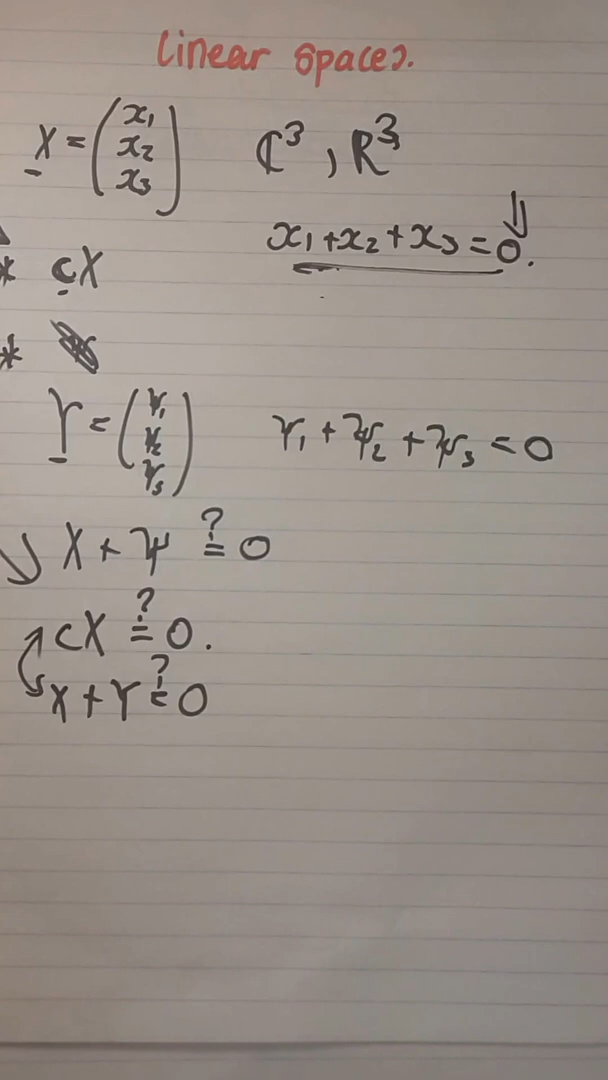 Linear Spaces.
X = (x₁ x₂ x₃) ℂ³, ℝ³
x₁ + x₂ + x₃ = 0.
* cX
*
Y = (Y₁ Y₂ Y₃) Y₁ + Y₂ + Y₃ = 0
X + Y ≟ 0
cX ≟ 0.
X + Y ≟ 0